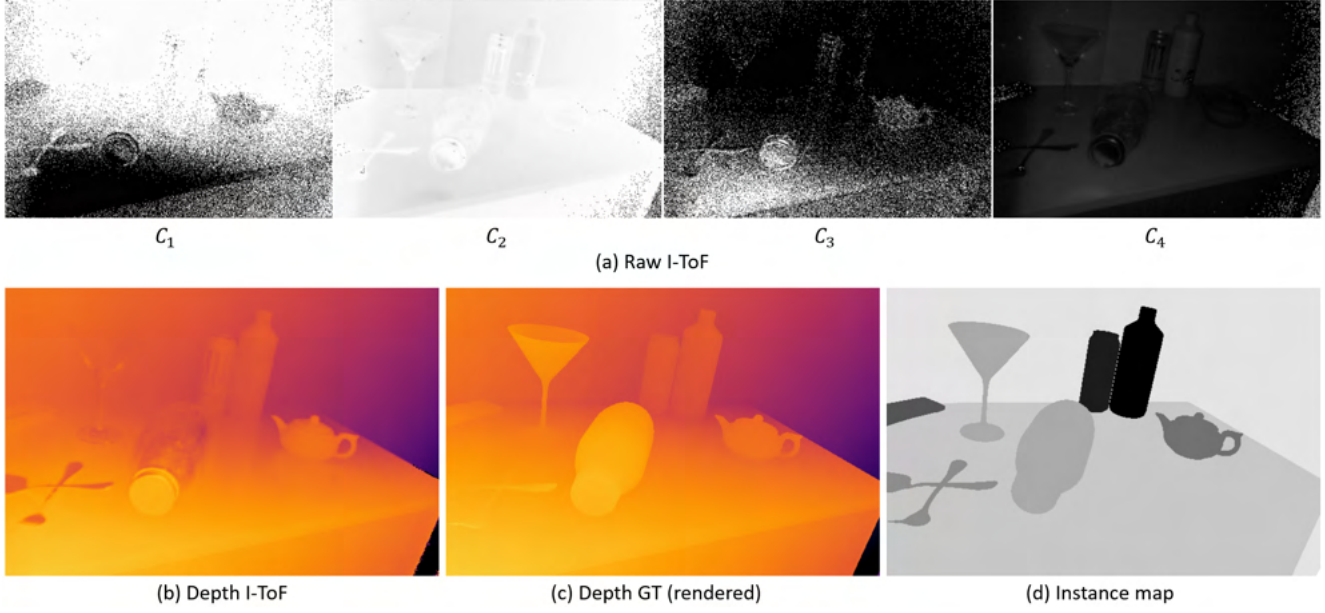 C₁ C₂ C₃ C₄
(a) Raw I-ToF
(b) Depth I-ToF (c) Depth GT (rendered) (d) Instance map